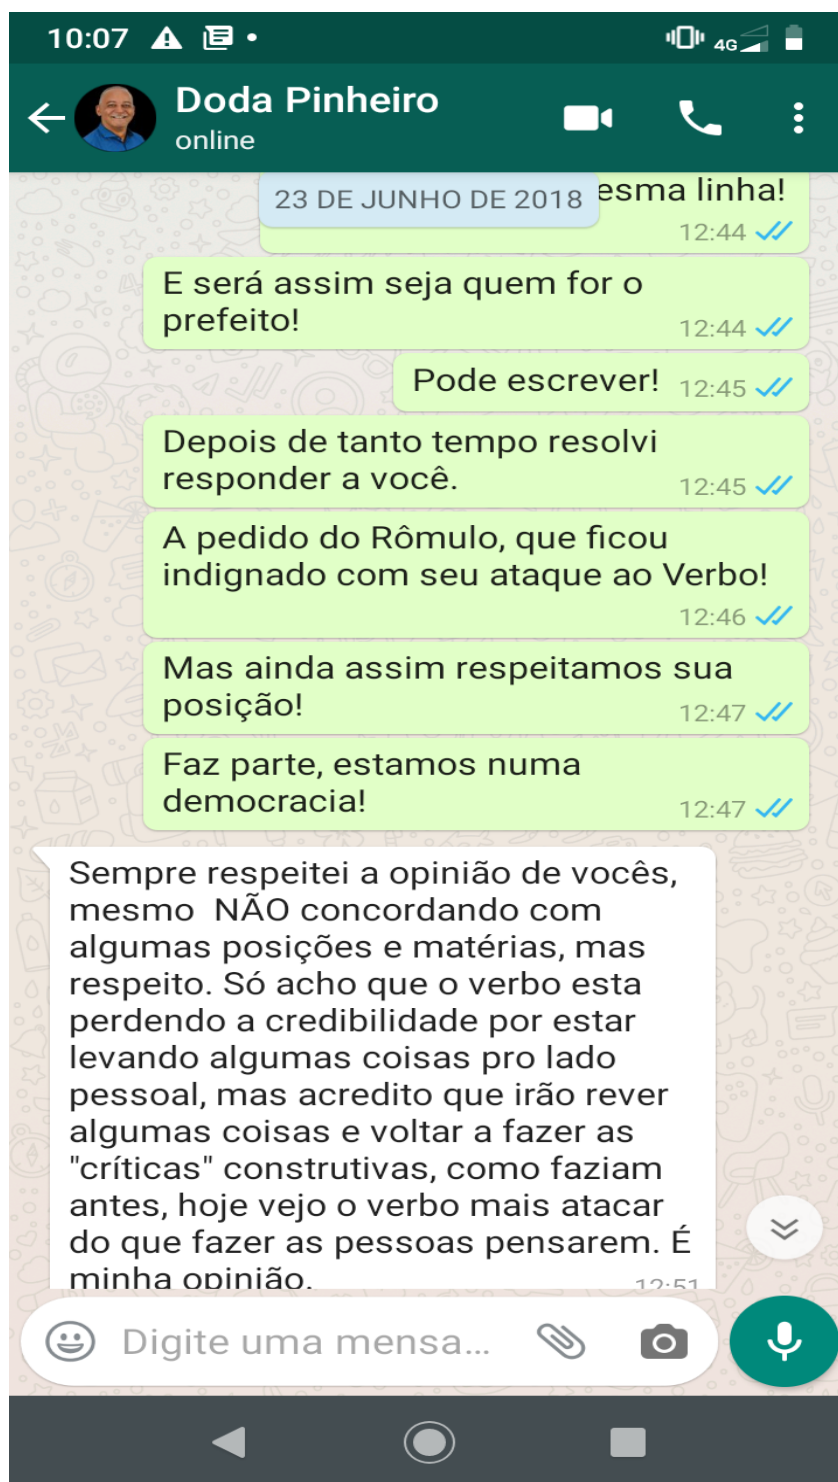 10:07
4G
Doda Pinheiro
online
23 DE JUNHO DE 2018
esma linha!
12:44
E será assim seja quem for o
prefeito!
12:44
Pode escrever! 12:45
Depois de tanto tempo resolvi
responder a você.
12:45
A pedido do Rômulo, que ficou
indignado com seu ataque ao Verbo!
12:46
Mas ainda assim respeitamos sua
posição!
12:47
Faz parte, estamos numa
democracia!
12:47
Sempre respeitei a opinião de vocês,
mesmo NÃO concordando com
algumas posições e matérias, mas
respeito. Só acho que o verbo esta
perdendo a credibilidade por estar
levando algumas coisas pro lado
pessoal, mas acredito que irão rever
algumas coisas e voltar a fazer as
"críticas" construtivas, como faziam
antes, hoje vejo o verbo mais atacar
do que fazer as pessoas pensarem. É
minha opinião.
12:51
Digite uma mensa...